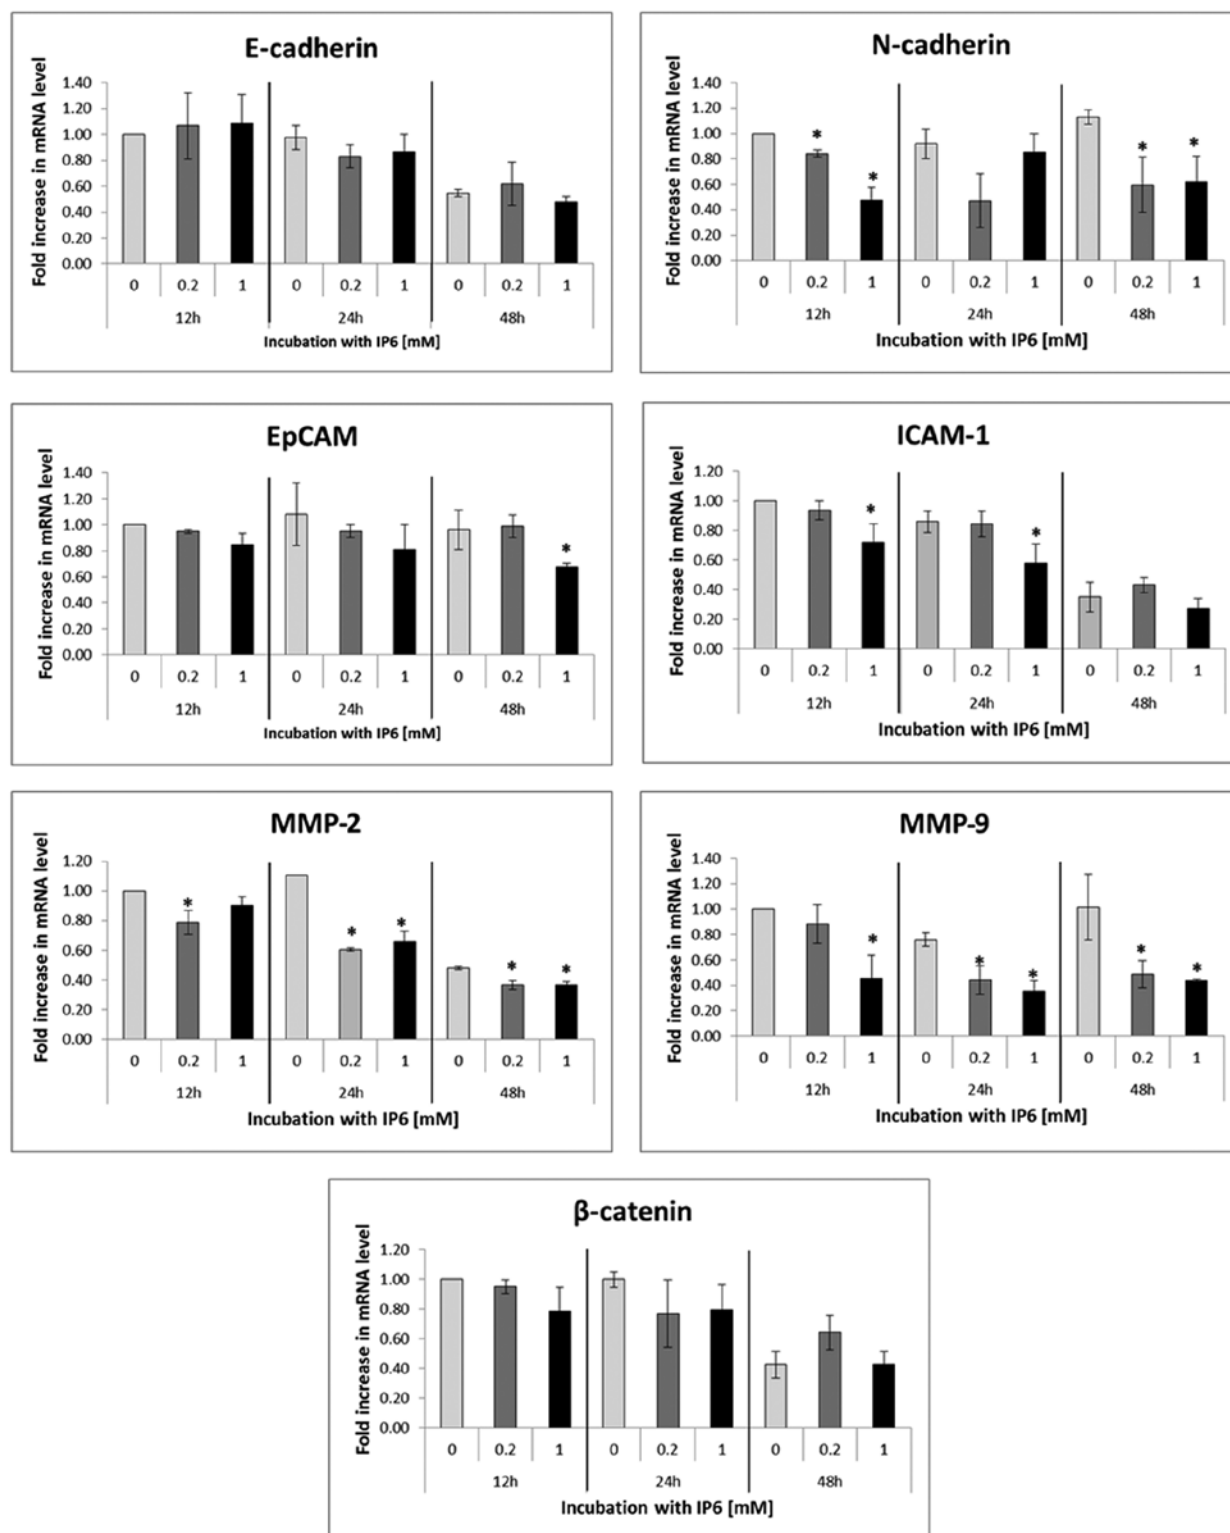 E-cadherin
Fold increase in mRNA level
1.40
1.20
1.00
0.80
0.60
0.40
0.20
0.00
0 0.2 1 0 0.2 1 0 0.2 1
12h 24h 48h
Incubation with IP6 [mM]
N-cadherin
Fold increase in mRNA level
1.40
1.20
1.00
0.80
0.60
0.40
0.20
0.00
* * * *
0 0.2 1 0 0.2 1 0 0.2 1
12h 24h 48h
Incubation with IP6 [mM]
EpCAM
Fold increase in mRNA level
1.40
1.20
1.00
0.80
0.60
0.40
0.20
0.00
*
0 0.2 1 0 0.2 1 0 0.2 1
12h 24h 48h
Incubation with IP6 [mM]
ICAM-1
Fold increase in mRNA level
1.20
1.00
0.80
0.60
0.40
0.20
0.00
* *
0 0.2 1 0 0.2 1 0 0.2 1
12h 24h 48h
Incubation with IP6 [mM]
MMP-2
Fold increase in mRNA level
1.20
1.00
0.80
0.60
0.40
0.20
0.00
* * * * *
0 0.2 1 0 0.2 1 0 0.2 1
12h 24h 48h
Incubation with IP6 [mM]
MMP-9
Fold increase in mRNA level
1.40
1.20
1.00
0.80
0.60
0.40
0.20
0.00
* * * * *
0 0.2 1 0 0.2 1 0 0.2 1
12h 24h 48h
Incubation with IP6 [mM]
β-catenin
Fold increase in mRNA level
1.20
1.00
0.80
0.60
0.40
0.20
0.00
0 0.2 1 0 0.2 1 0 0.2 1
12h 24h 48h
Incubation with IP6 [mM]